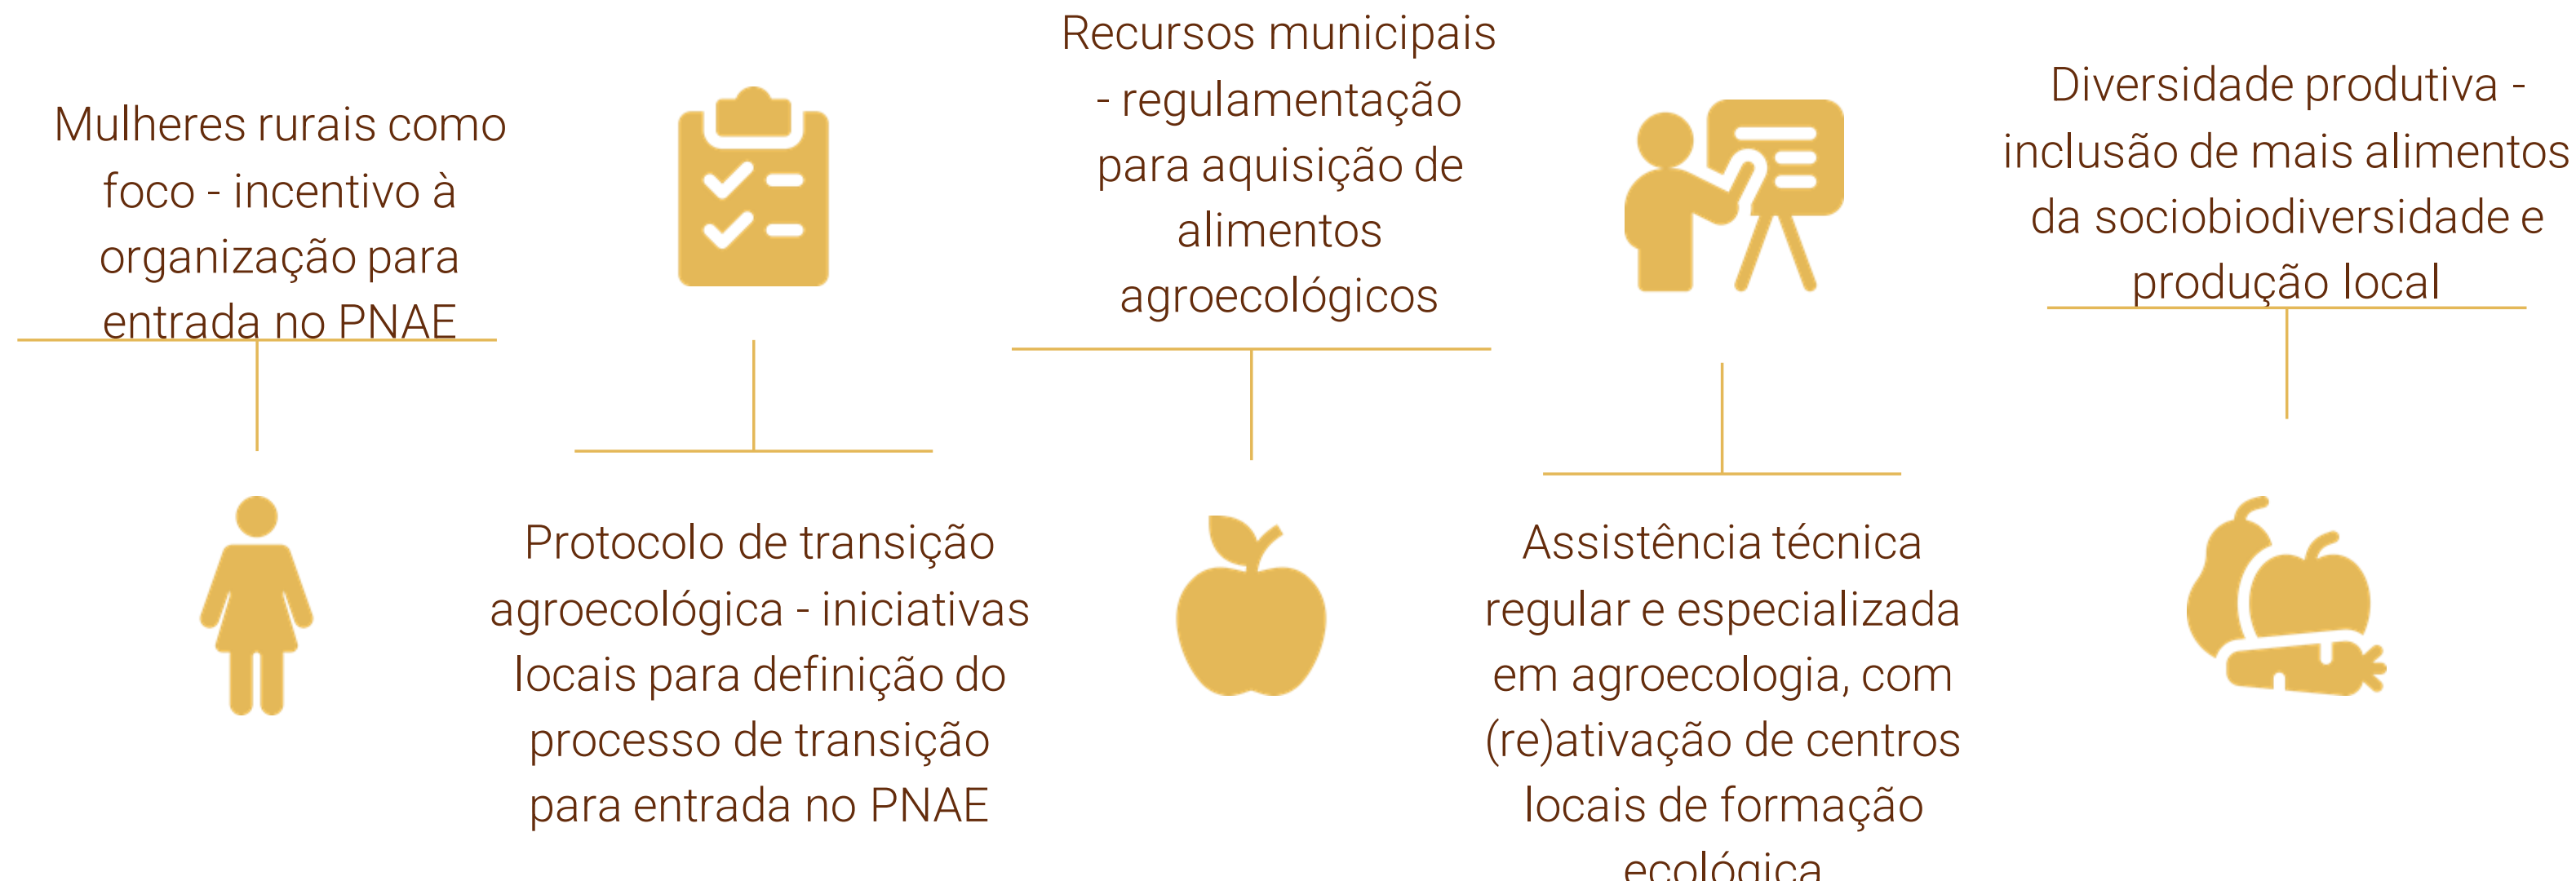 Mulheres rurais como
foco - incentivo à
organização para
entrada no PNAE
Protocolo de transição
agroecológica - iniciativas
locais para definição do
processo de transição
para entrada no PNAE
Recursos municipais
- regulamentação
para aquisição de
alimentos
agroecológicos
Assistência técnica
regular e especializada
em agroecologia, com
(re)ativação de centros
locais de formação
ecológica
Diversidade produtiva -
inclusão de mais alimentos
da sociobiodiversidade e
produção local